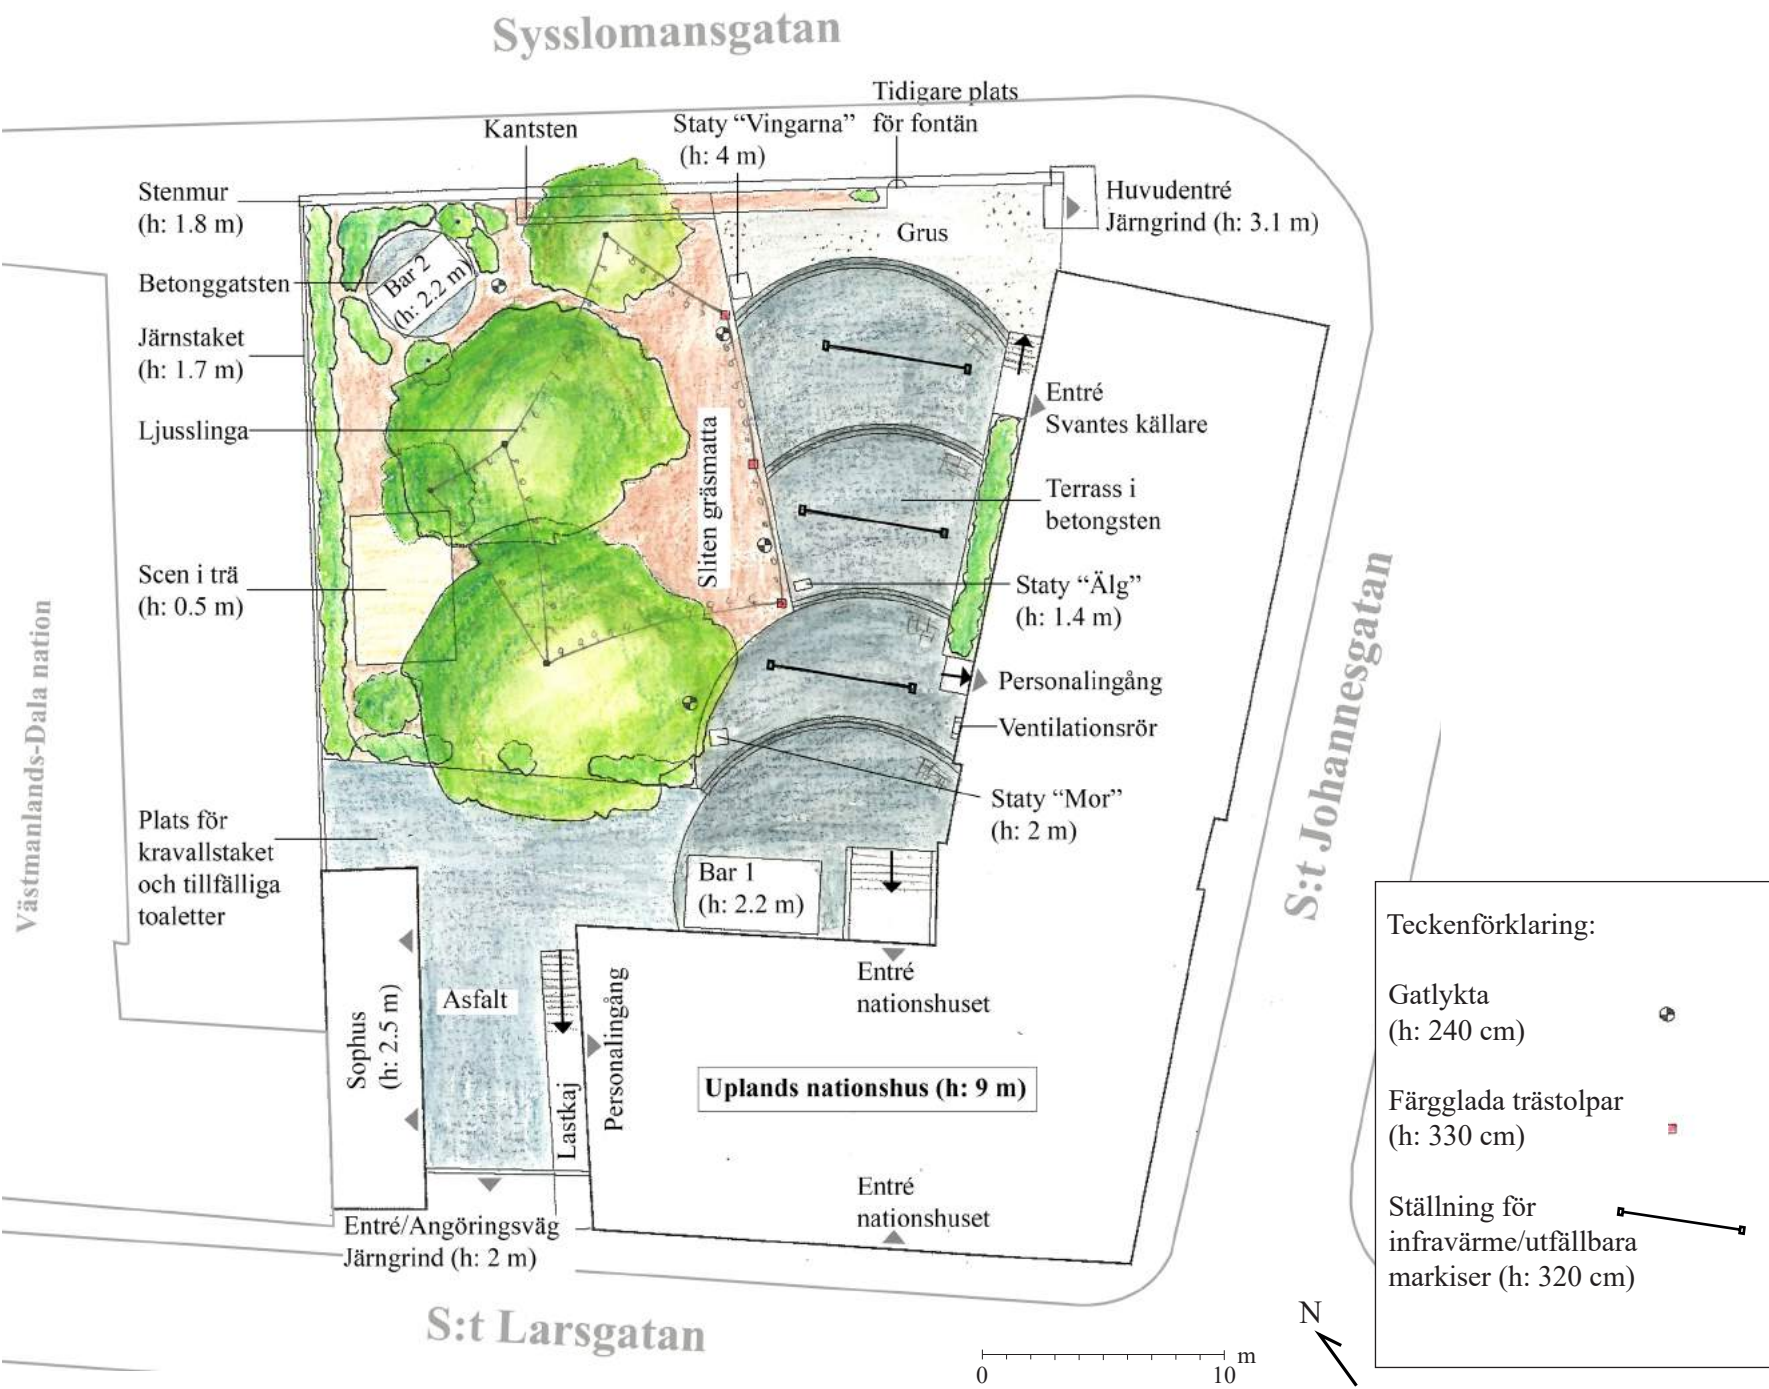 Sysslomansgatan
Tidigare plats
för fontän
Staty “Vingarna”
(h: 4 m)
Kantsten
Stenmur
(h: 1.8 m)
Huvudentré
Järngrind (h: 3.1 m)
Grus
Betonggatsten
Bar 2
(h: 2.2 m)
Järnstaket
(h: 1.7 m)
Entré
Svantes källare
Ljusslinga
Sliten gräsmatta
Terrass i
betongsten
Scen i trä
(h: 0.5 m)
Staty “Älg”
(h: 1.4 m)
Personalingång
Ventilationsrör
Västmanlands-Dala nation
S:t Johannesgatan
Staty “Mor”
(h: 2 m)
Plats för
kravallstaket
och tillfälliga
toaletter
Bar 1
(h: 2.2 m)
Entré
nationshuset
Asfalt
Sophus
(h: 2.5 m)
Personalingång
Lastkaj
Uplands nationshus (h: 9 m)
Entré
nationshuset
Entré/Angöringsväg
Järngrind (h: 2 m)
S:t Larsgatan
Teckenförklaring:
Gatlykta
(h: 240 cm)
Färgglada trästolpar
(h: 330 cm)
Ställning för
infravärme/utfällbara
markiser (h: 320 cm)
N
m
0 10